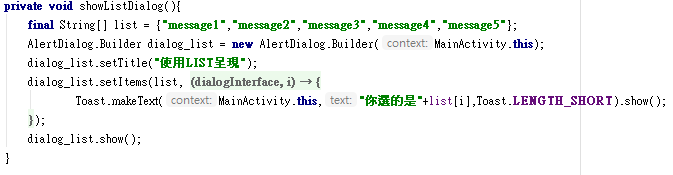 private void showListDialog(){
final String[] list = {"message1","message2","message3","message4","message5"};
AlertDialog.Builder dialog_list = new AlertDialog.Builder( context: MainActivity.this);
dialog_list.setTitle("使用LIST呈現");
dialog_list.setItems(list, (dialogInterface, i) → {
Toast.makeText( context: MainActivity.this, text: "你選的是"+list[i],Toast.LENGTH_SHORT).show();
});
dialog_list.show();
}